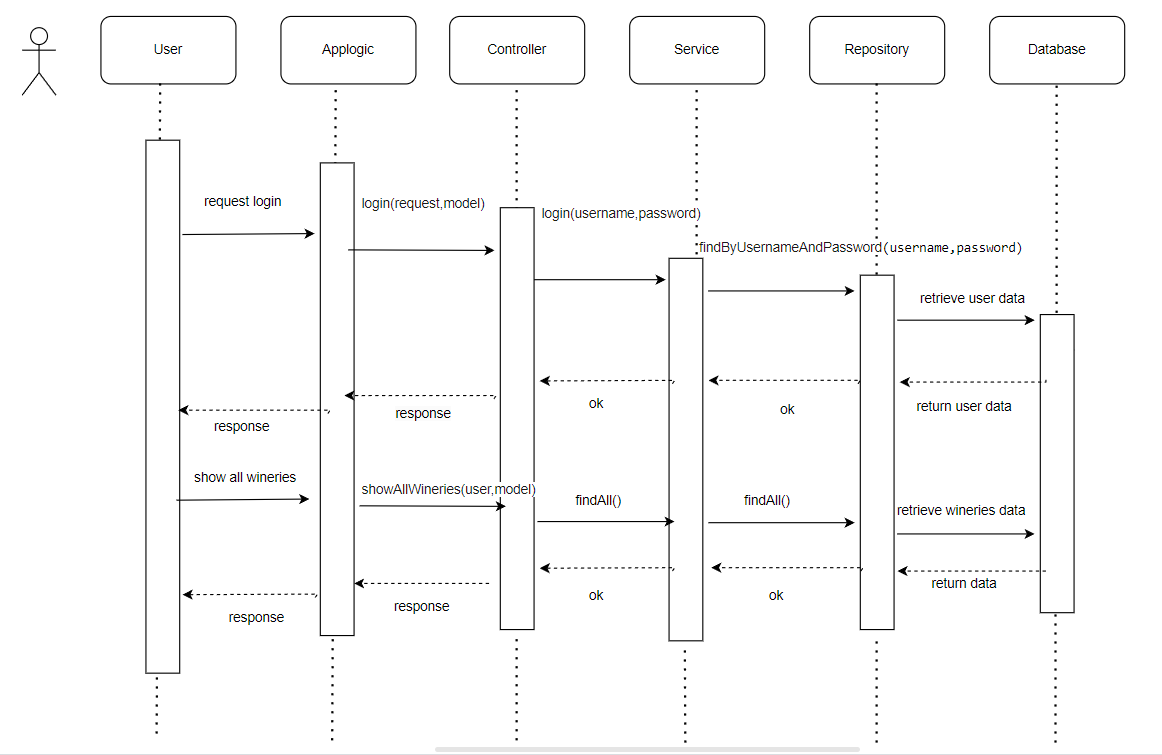 User
Applogic
Controller
Service
Repository
Database
request login
login(request,model)
login(username,password)
findByUsernameAndPassword(username,password)
retrieve user data
ok
ok
return user data
response
response
show all wineries
showAllWineries(user,model)
findAll()
findAll()
retrieve wineries data
return data
ok
ok
response
response